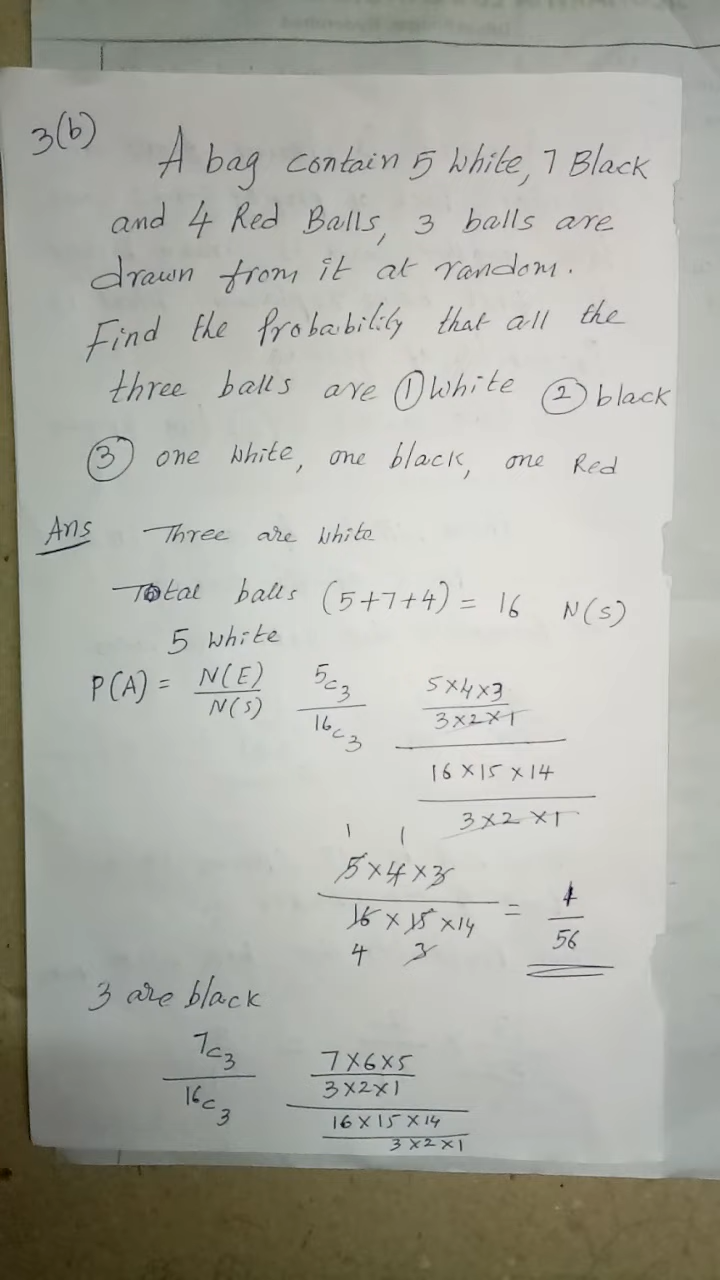 3(b)
A bag contain 5 White, 7 Black
and 4 Red Balls, 3 balls are
drawn from it at random.
Find the Probability that all the
three balls are ① White ② black
③ one White, one black, one Red
Ans Three are White
Total balls (5+7+4) = 16 N(S)
5 White
P(A) = N(E)/N(S) 5c3/16c3 5×4×3/3×2×1
16×15×14
3×2×1
1 1
5×4×3
16×15×14 = 1/56
4 3
3 are black
7c3/16c3 7×6×5/3×2×1
16×15×14
3×2×1